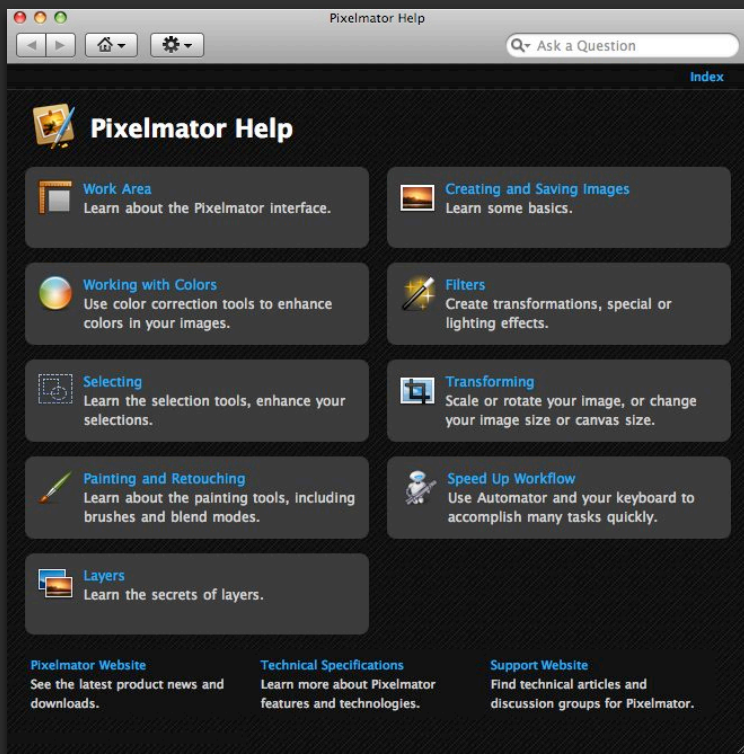 Pixelmator Help
Ask a Question
Index
Pixelmator Help
Work Area
Learn about the Pixelmator interface.
Creating and Saving Images
Learn some basics.
Working with Colors
Use color correction tools to enhance
colors in your images.
Filters
Create transformations, special or
lighting effects.
Selecting
Learn the selection tools, enhance your
selections.
Transforming
Scale or rotate your image, or change
your image size or canvas size.
Painting and Retouching
Learn about the painting tools, including
brushes and blend modes.
Speed Up Workflow
Use Automator and your keyboard to
accomplish many tasks quickly.
Layers
Learn the secrets of layers.
Pixelmator Website
See the latest product news and
downloads.
Technical Specifications
Learn more about Pixelmator
features and technologies.
Support Website
Find technical articles and
discussion groups for Pixelmator.